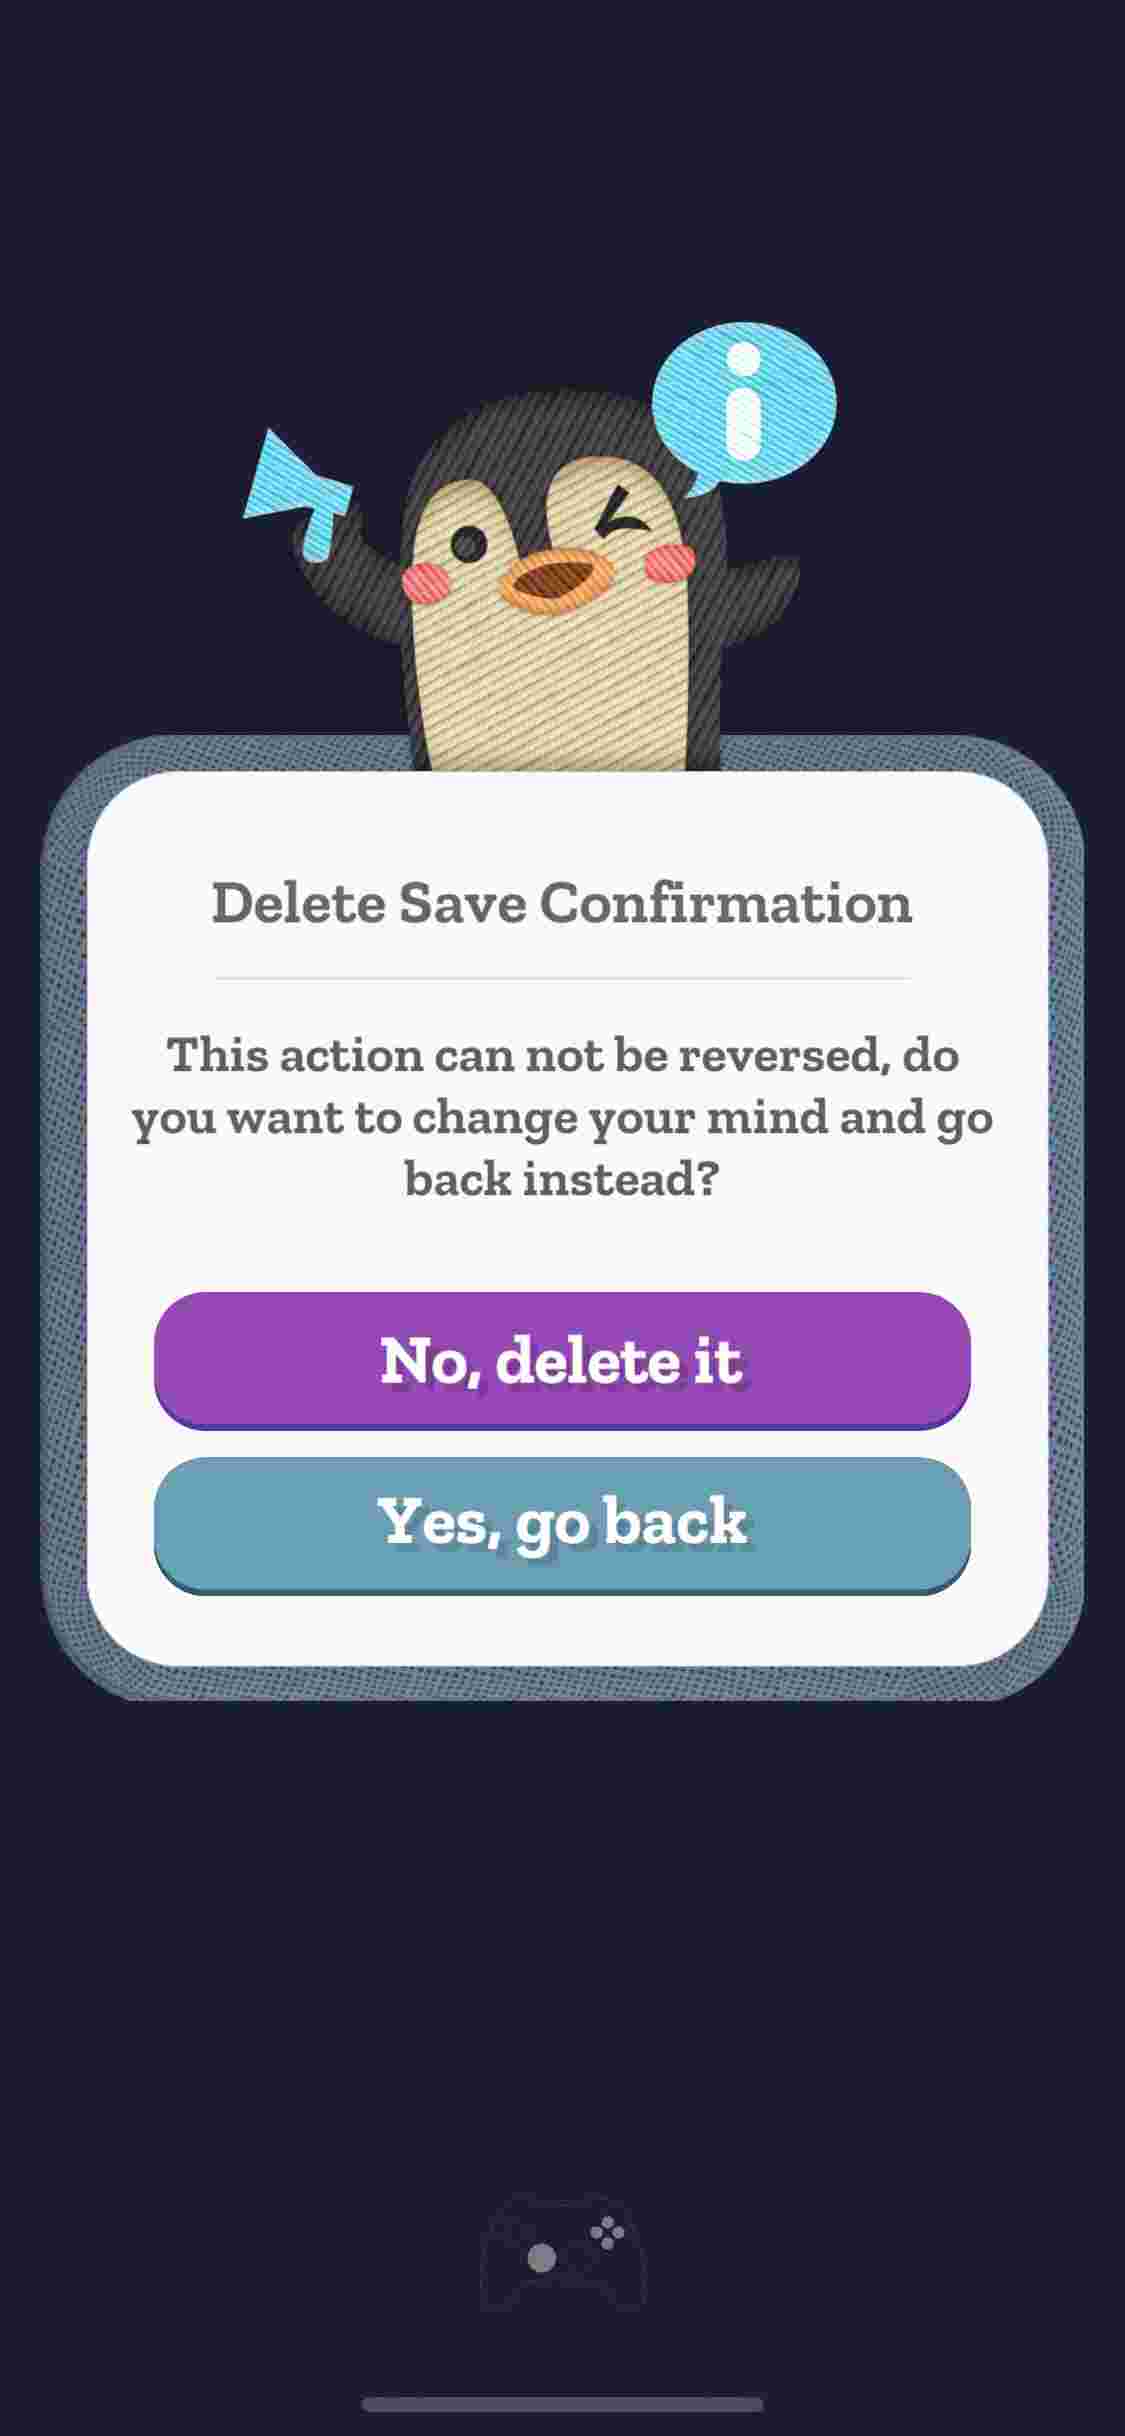 Delete Save Confirmation
This action can not be reversed, do
you want to change your mind and go
back instead?
No, delete it
Yes, go back